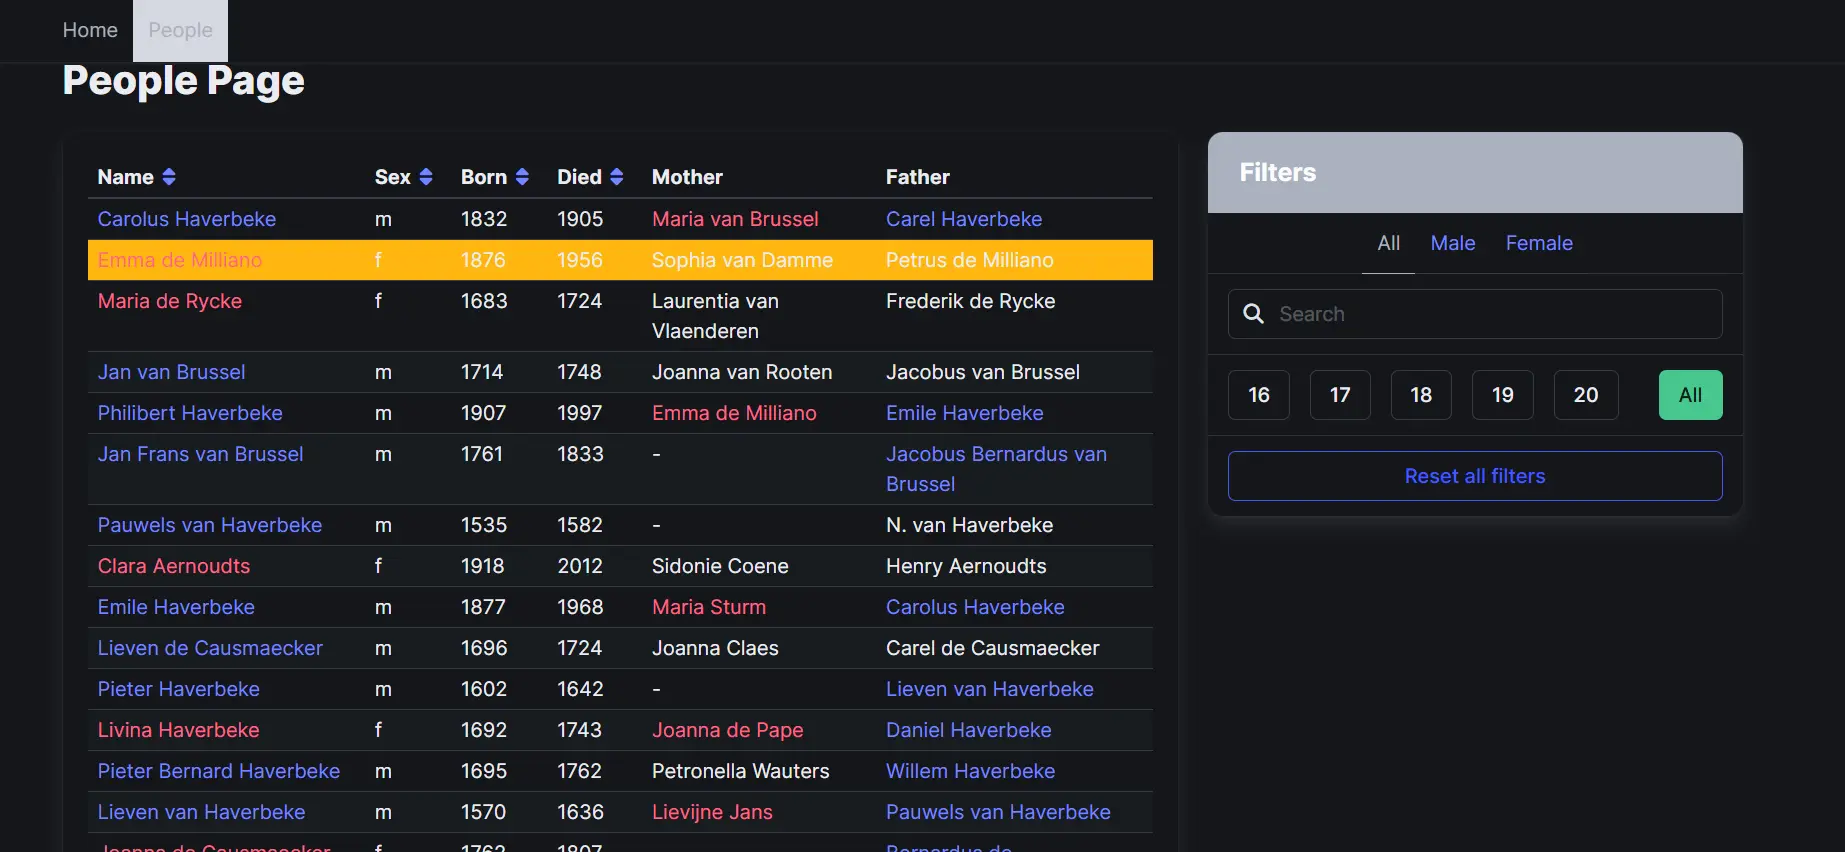 Home People
People Page
Name Sex Born Died Mother Father
Carolus Haverbeke m 1832 1905 Maria van Brussel Carel Haverbeke
Emma de Milliano f 1876 1956 Sophia van Damme Petrus de Milliano
Maria de Rycke f 1683 1724 Laurentia van Frederik de Rycke
Vlaenderen
Jan van Brussel m 1714 1748 Joanna van Rooten Jacobus van Brussel
Philibert Haverbeke m 1907 1997 Emma de Milliano Emile Haverbeke
Jan Frans van Brussel m 1761 1833 - Jacobus Bernardus van
Brussel
Pauwels van Haverbeke m 1535 1582 - N. van Haverbeke
Clara Aernoudts f 1918 2012 Sidonie Coene Henry Aernoudts
Emile Haverbeke m 1877 1968 Maria Sturm Carolus Haverbeke
Lieven de Causmaecker m 1696 1724 Joanna Claes Carel de Causmaecker
Pieter Haverbeke m 1602 1642 - Lieven van Haverbeke
Livina Haverbeke f 1692 1743 Joanna de Pape Daniel Haverbeke
Pieter Bernard Haverbeke m 1695 1762 Petronella Wauters Willem Haverbeke
Lieven van Haverbeke m 1570 1636 Lievijne Jans Pauwels van Haverbeke
Joanna de Causmaecker f 1762 1807 Bernardus de
Filters
All Male Female
Search
16 17 18 19 20 All
Reset all filters